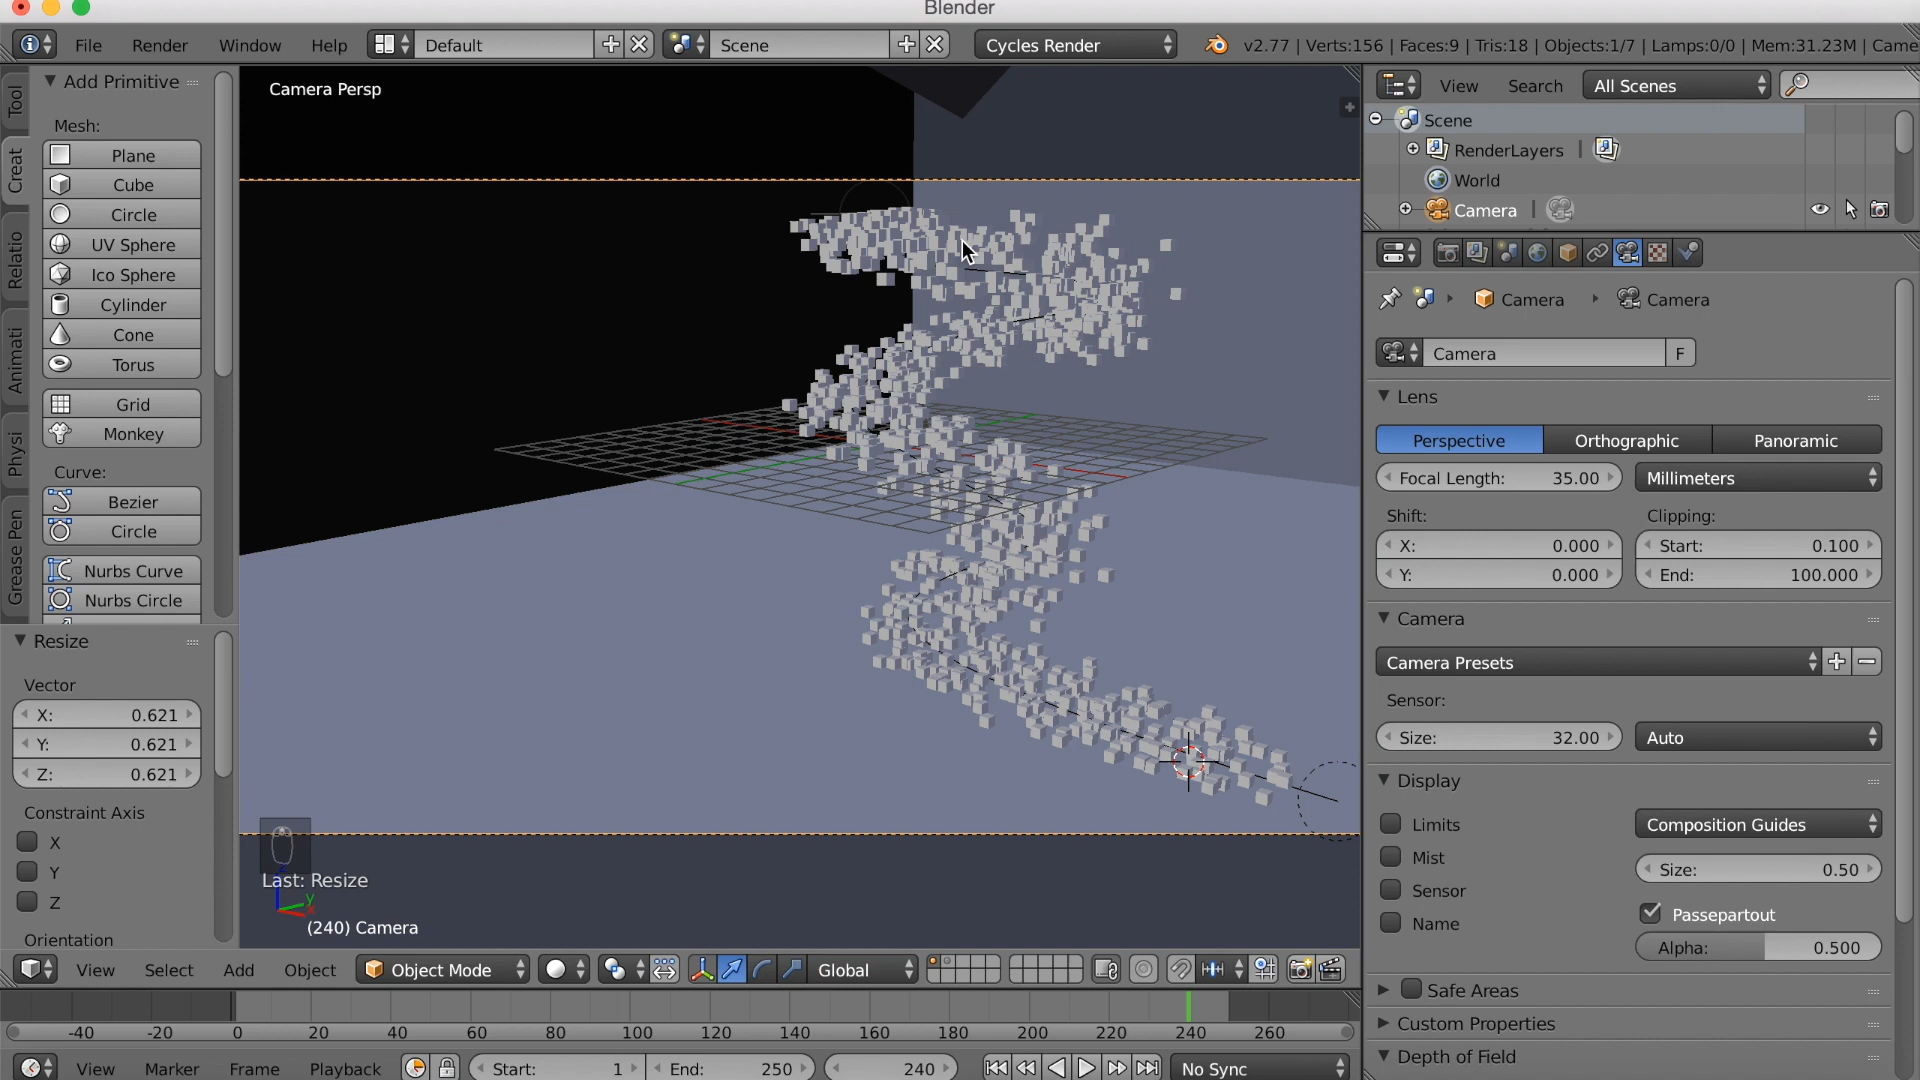 Blender
File Render Window Help Default Scene Cycles Render v2.77 | Verts:156 | Faces:9 | Tris:18 | Objects:1/7 | Lamps:0/0 | Mem:31.23M | Came
Tool
Creat
Relatio
Animati
Physi
Grease Pen
Add Primitive
Mesh:
Plane
Cube
Circle
UV Sphere
Ico Sphere
Cylinder
Cone
Torus
Grid
Monkey
Curve:
Bezier
Circle
Nurbs Curve
Nurbs Circle
Resize
Vector
X: 0.621
Y: 0.621
Z: 0.621
Constraint Axis
X
Y
Z
Orientation
Camera Persp
Last: Resize
z
y
x
(240) Camera
View Select Add Object Object Mode Global
-40 -20 0 20 40 60 80 100 120 140 160 180 200 220 240 260
View Marker Frame Playback Start: 1 End: 250 240 No Sync
View Search All Scenes
Scene
RenderLayers |
World
Camera |
Camera Camera
Camera F
Lens
Perspective Orthographic Panoramic
Focal Length: 35.00 Millimeters
Shift: Clipping:
X: 0.000 Start: 0.100
Y: 0.000 End: 100.000
Camera
Camera Presets
Sensor:
Size: 32.00 Auto
Display
Limits Composition Guides
Mist Size: 0.50
Sensor
Passepartout
Name Alpha: 0.500
Safe Areas
Custom Properties
Depth of Field